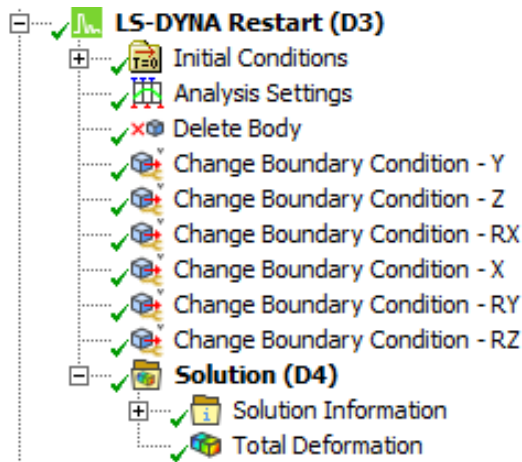 LS-DYNA Restart (D3)
T=0
Initial Conditions
Analysis Settings
Delete Body
Change Boundary Condition - Y
Change Boundary Condition - Z
Change Boundary Condition - RX
Change Boundary Condition - X
Change Boundary Condition - RY
Change Boundary Condition - RZ
Solution (D4)
i
Solution Information
Total Deformation